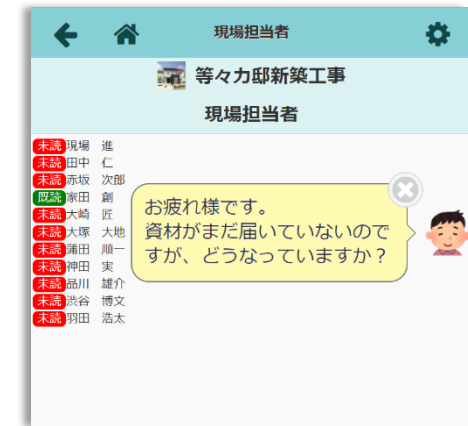 現場担当者
等々力邸新築工事
現場担当者
未読 現場 進
未読 田中 仁
未読 赤坂 次郎
既読 家田 創
未読 大崎 匠
未読 大塚 大地
未読 蒲田 順一
未読 神田 実
未読 品川 雄介
未読 渋谷 博文
未読 羽田 浩太
お疲れ様です。
資材がまだ届いていないので
すが、どうなっていますか？